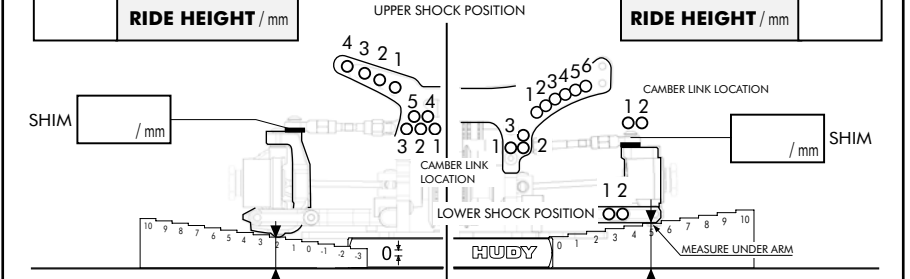 UPPER SHOCK POSITION
RIDE HEIGHT / mm
RIDE HEIGHT / mm
4 3 2 1
1 2 3 4 5 6
CAMBER LINK LOCATION
5 4
1 2
SHIM
/ mm
3 2 1
3
1 2
/ mm
SHIM
CAMBER LINK
LOCATION
1 2
LOWER SHOCK POSITION
10 9 8 7 6 5 4 3 2 1 0 -1 -2 -3
0
HUDY
0 1 2 3 4 5 6 7 8 9 10
MEASURE UNDER ARM